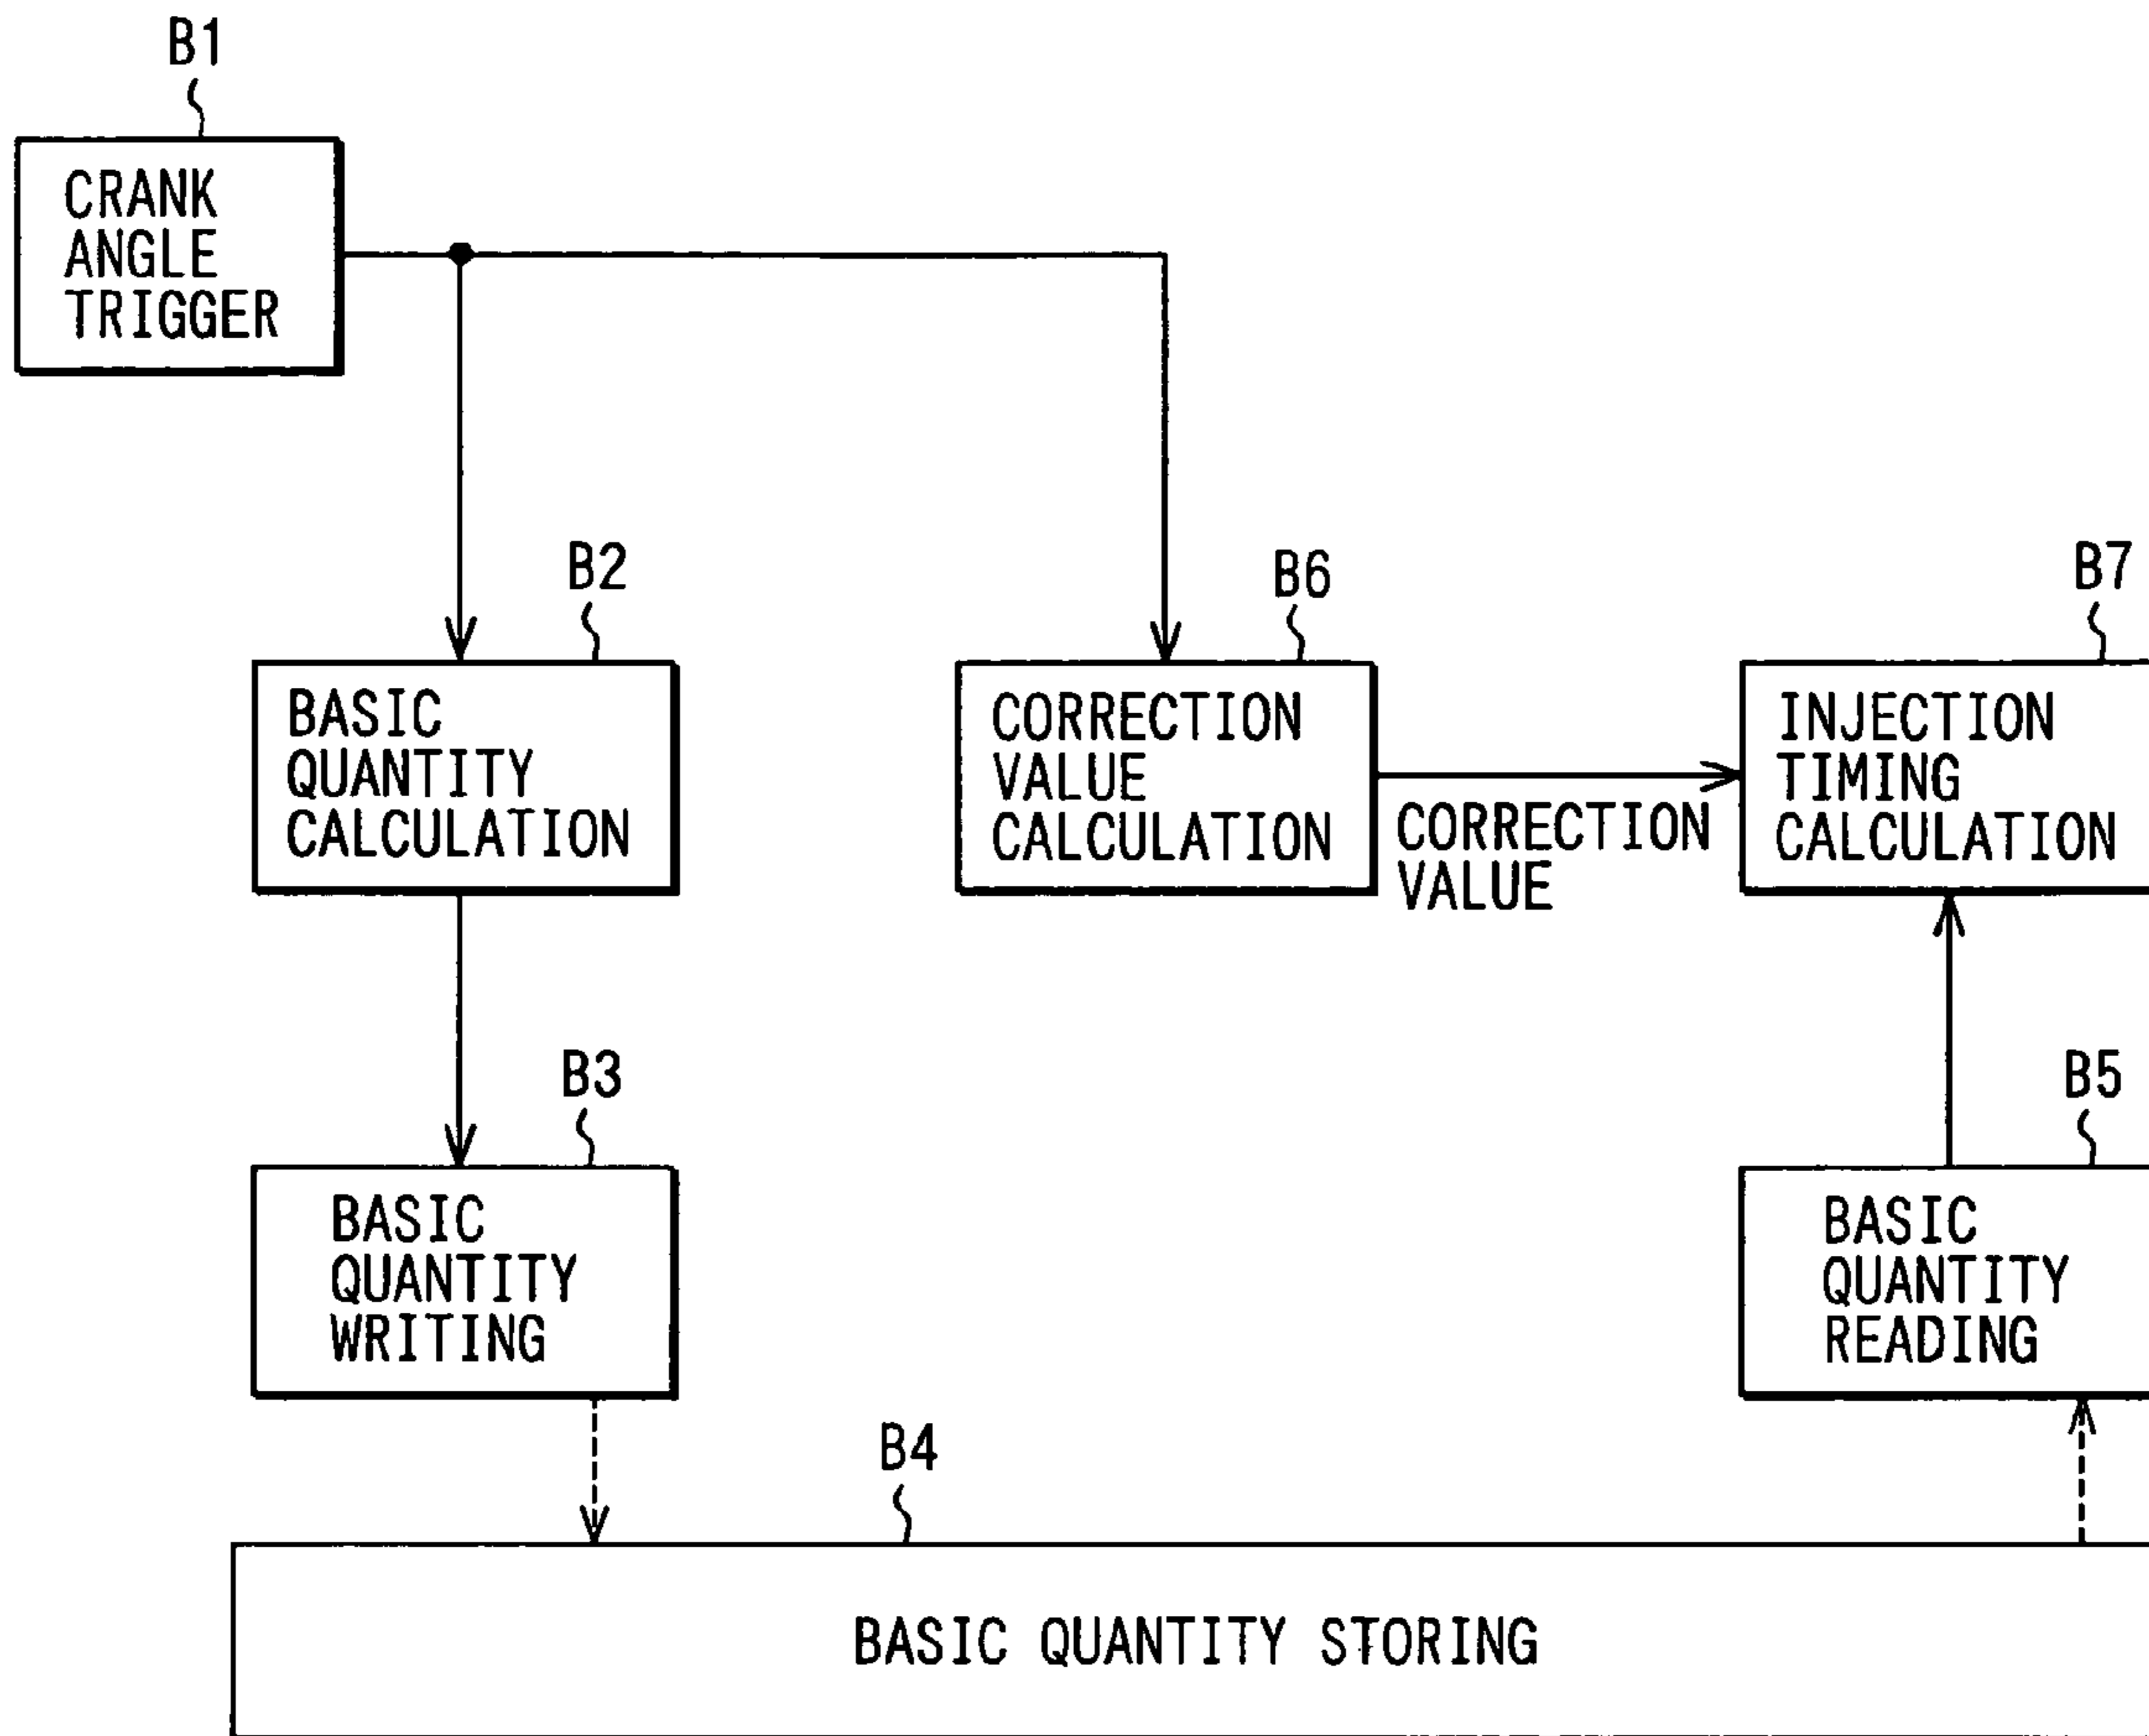 B1
CRANK
ANGLE
TRIGGER
B2
BASIC
QUANTITY
CALCULATION
B6
CORRECTION
VALUE
CALCULATION
CORRECTION
VALUE
B7
INJECTION
TIMING
CALCULATION
B3
BASIC
QUANTITY
WRITING
B5
BASIC
QUANTITY
READING
B4
BASIC QUANTITY STORING